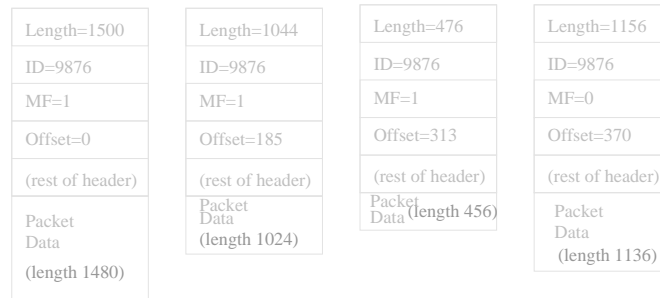 Length=1500
ID=9876
MF=1
Offset=0
(rest of header)
Packet
Data
(length 1480)
Length=1044
ID=9876
MF=1
Offset=185
(rest of header)
Packet
Data
(length 1024)
Length=476
ID=9876
MF=1
Offset=313
(rest of header)
Packet
Data (length 456)
Length=1156
ID=9876
MF=0
Offset=370
(rest of header)
Packet
Data
(length 1136)